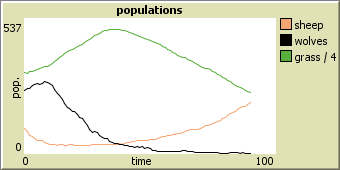 populations
537
pop.
0
0 time 100
sheep
wolves
grass / 4